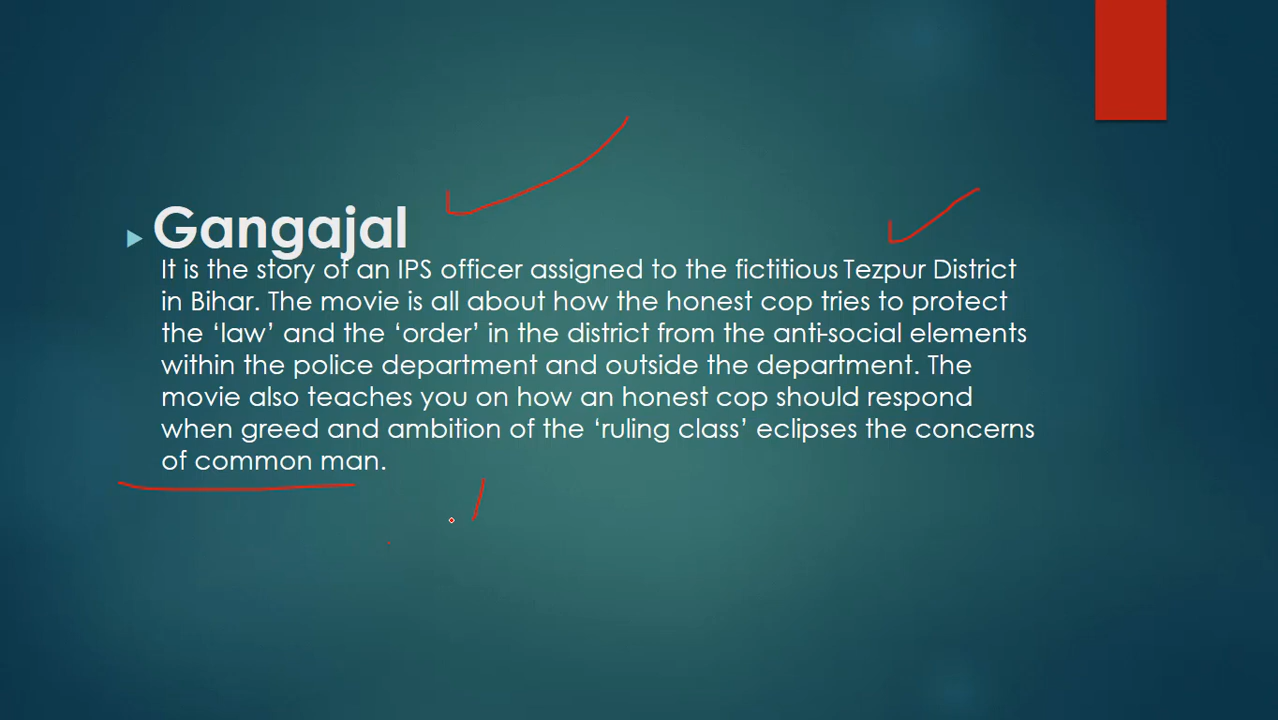 Gangajal
It is the story of an IPS officer assigned to the fictitious Tezpur District
in Bihar. The movie is all about how the honest cop tries to protect
the ‘law’ and the ‘order’ in the district from the anti-social elements
within the police department and outside the department. The
movie also teaches you on how an honest cop should respond
when greed and ambition of the ‘ruling class’ eclipses the concerns
of common man.